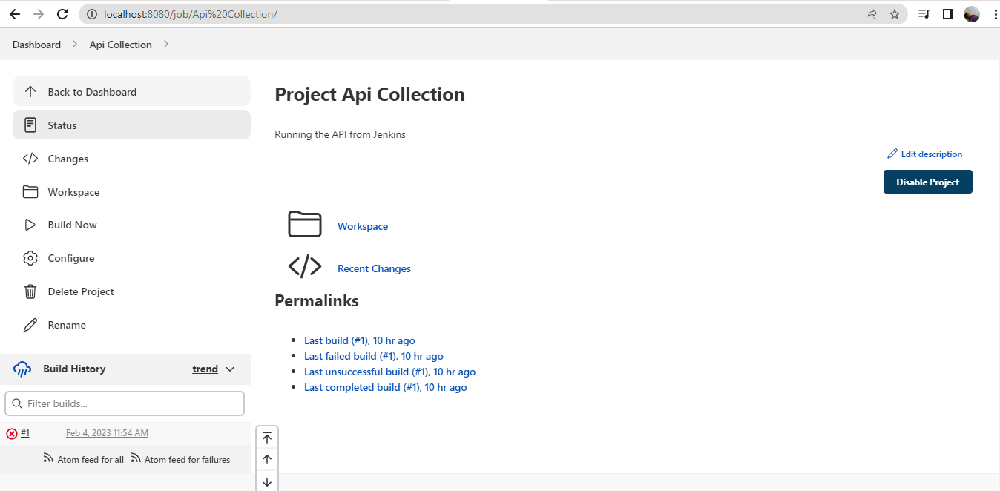 localhost:8080/job/Api%20Collection/
Dashboard
Api Collection
Back to Dashboard
Status
Changes
Workspace
Build Now
Configure
Delete Project
Rename
Build History
trend
Filter builds...
#1
Feb 4, 2023 11:54 AM
Atom feed for all
Atom feed for failures
Project Api Collection
Running the API from Jenkins
Edit description
Disable Project
Workspace
Recent Changes
Permalinks
Last build (#1), 10 hr ago
Last failed build (#1), 10 hr ago
Last unsuccessful build (#1), 10 hr ago
Last completed build (#1), 10 hr ago